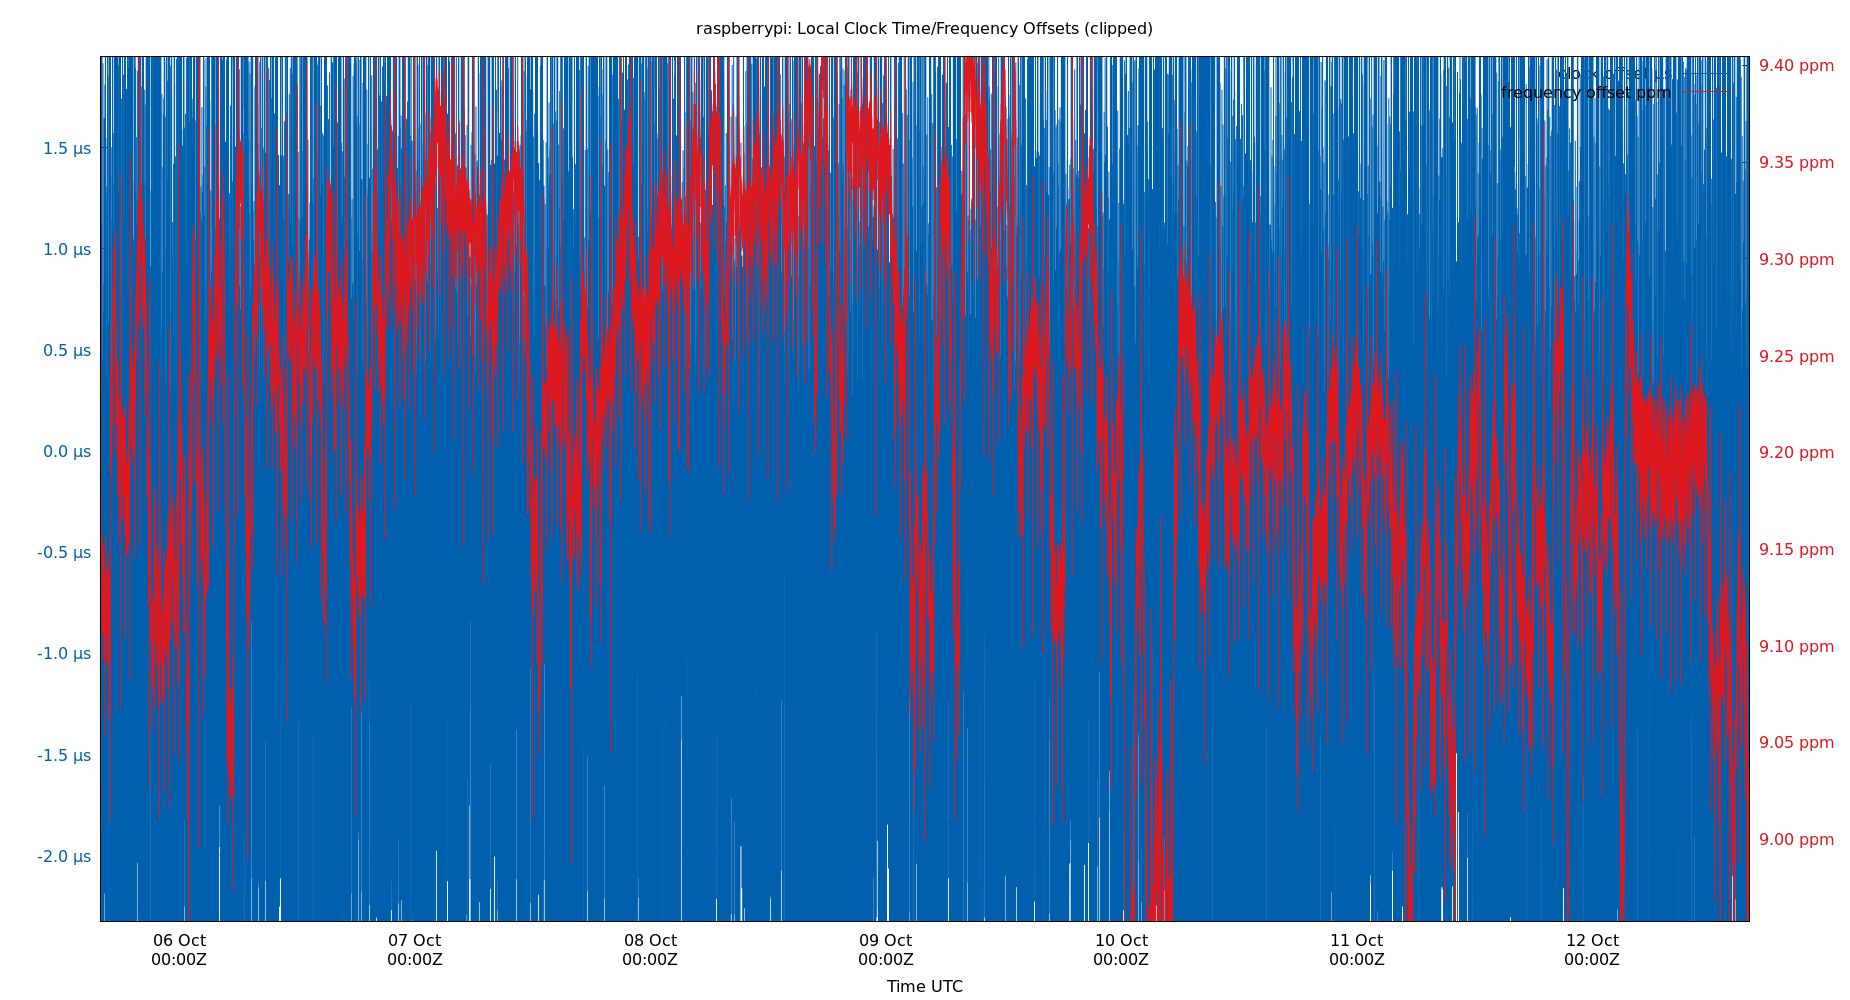 raspberrypi: Local Clock Time/Frequency Offsets (clipped)
clock offset µs
frequency offset ppm
1.5 µs
1.0 µs
0.5 µs
0.0 µs
-0.5 µs
-1.0 µs
-1.5 µs
-2.0 µs
9.40 ppm
9.35 ppm
9.30 ppm
9.25 ppm
9.20 ppm
9.15 ppm
9.10 ppm
9.05 ppm
9.00 ppm
06 Oct
00:00Z
07 Oct
00:00Z
08 Oct
00:00Z
09 Oct
00:00Z
10 Oct
00:00Z
11 Oct
00:00Z
12 Oct
00:00Z
Time UTC